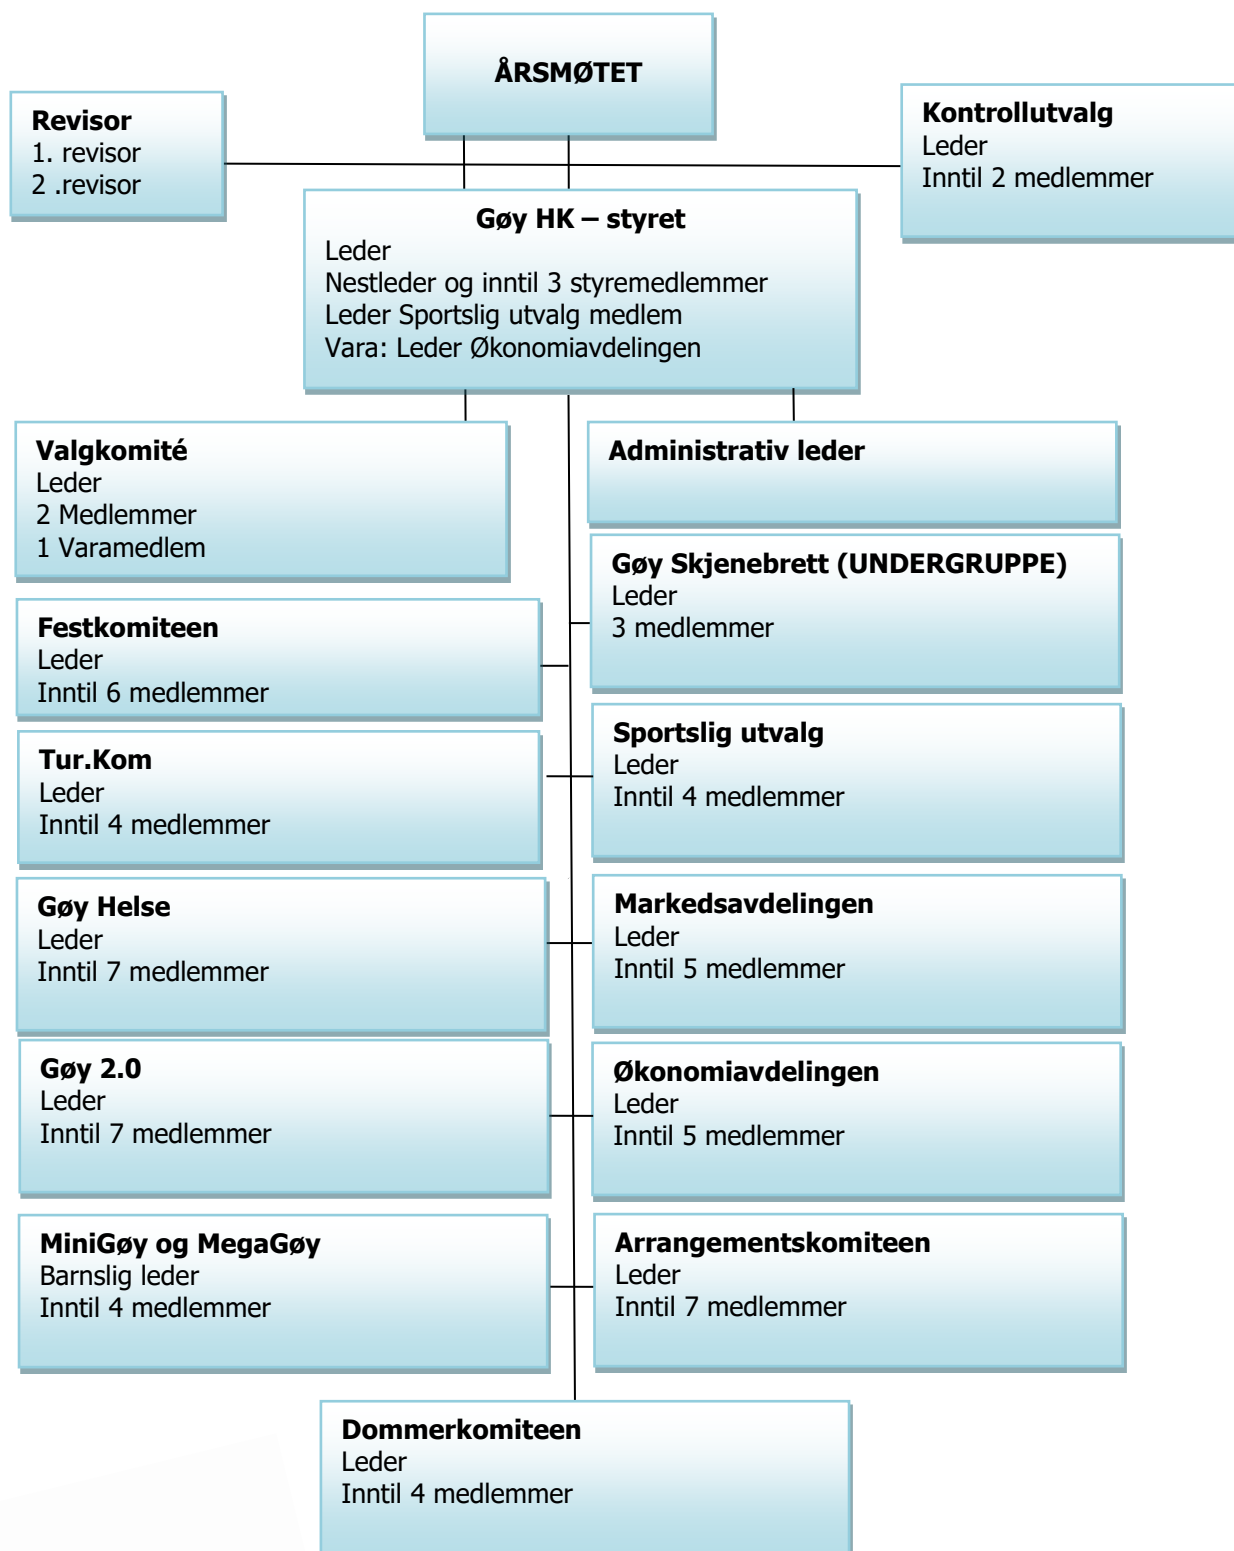 ÅRSMØTET
Revisor
1. revisor
2 .revisor
Kontrollutvalg
Leder
Inntil 2 medlemmer
Gøy HK – styret
Leder
Nestleder og inntil 3 styremedlemmer
Leder Sportslig utvalg medlem
Vara: Leder Økonomiavdelingen
Valgkomité
Leder
2 Medlemmer
1 Varamedlem
Administrativ leder
Gøy Skjenebrett (UNDERGRUPPE)
Leder
3 medlemmer
Festkomiteen
Leder
Inntil 6 medlemmer
Sportslig utvalg
Leder
Inntil 4 medlemmer
Tur.Kom
Leder
Inntil 4 medlemmer
Gøy Helse
Leder
Inntil 7 medlemmer
Markedsavdelingen
Leder
Inntil 5 medlemmer
Gøy 2.0
Leder
Inntil 7 medlemmer
Økonomiavdelingen
Leder
Inntil 5 medlemmer
MiniGøy og MegaGøy
Barnslig leder
Inntil 4 medlemmer
Arrangementskomiteen
Leder
Inntil 7 medlemmer
Dommerkomiteen
Leder
Inntil 4 medlemmer